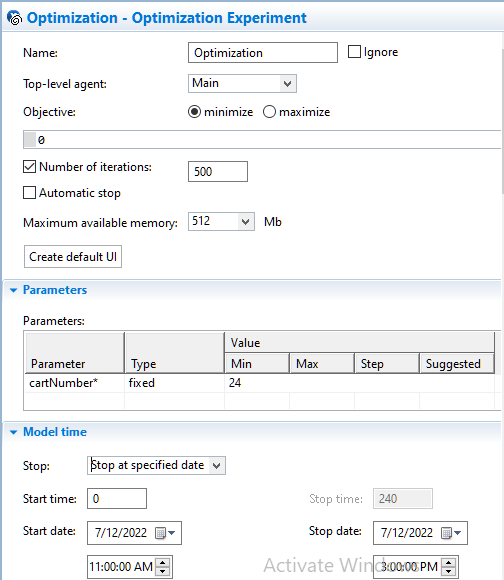 Optimization - Optimization Experiment
Name: Optimization Ignore
Top-level agent: Main
Objective: minimize maximize
0
Number of iterations: 500
Automatic stop
Maximum available memory: 512 Mb
Create default UI
Parameters
Parameters:
Value
Parameter Type Min Max Step Suggested
cartNumber* fixed 24
Model time
Stop: Stop at specified date
Start time: 0 Stop time: 240
Start date: 7/12/2022 Stop date: 7/12/2022
11:00:00 AM 3:00:00 PM
Activate Windows